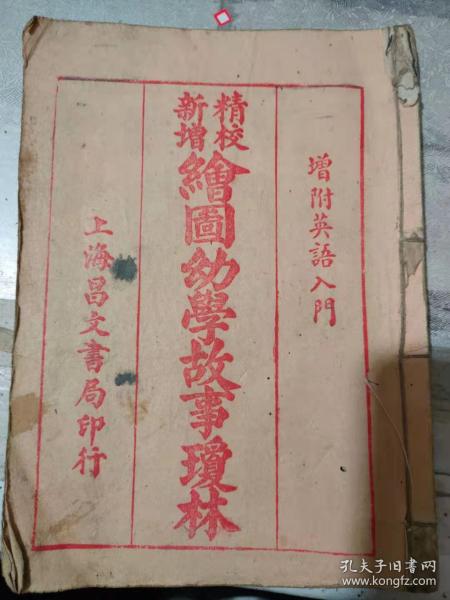 增附英語入門
精校
新增
繪圖幼學故事瓊林
上海昌文書局印行
孔夫子旧书网
www.kongfz.com